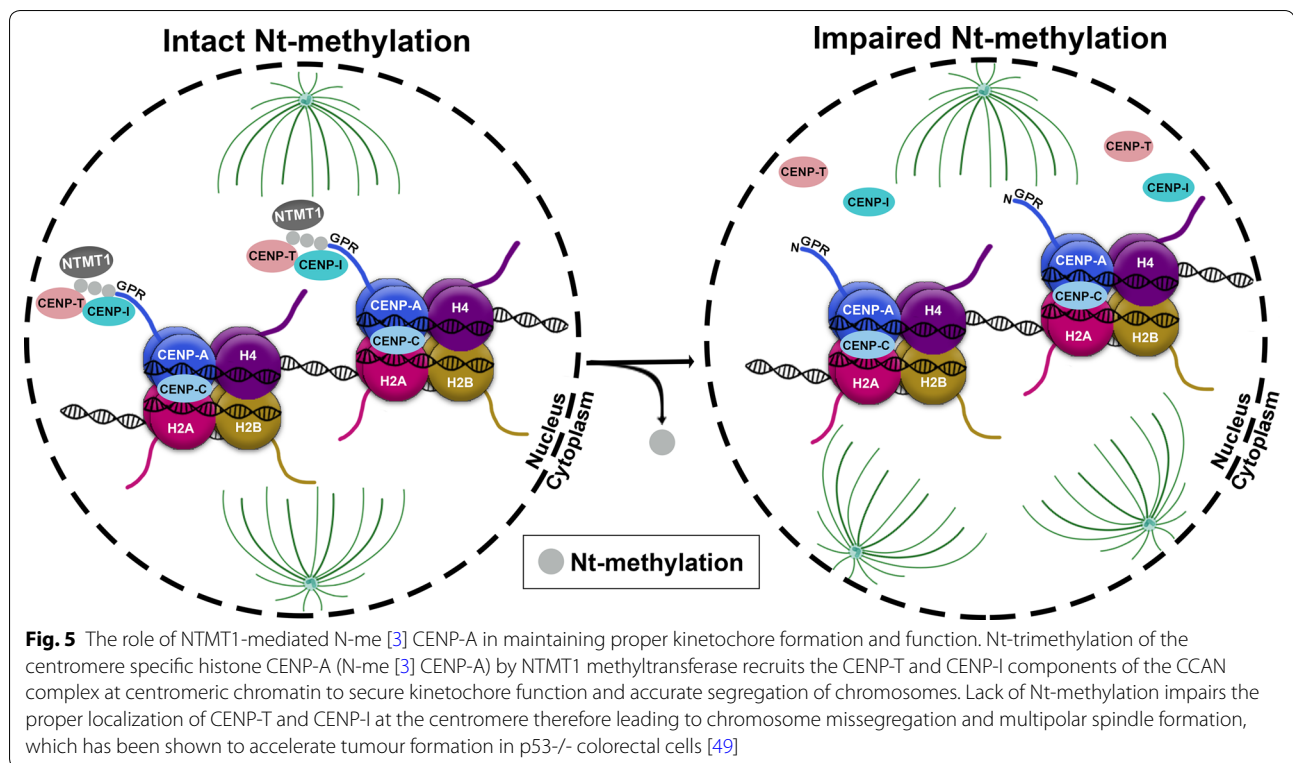 Intact Nt-methylation
Impaired Nt-methylation
NTMT1
GPR
CENP-T
CENP-I
CENP-A
H4
CENP-C
H2A
H2B
NTMT1
GPR
CENP-T
CENP-I
CENP-A
H4
CENP-C
H2A
H2B
Nucleus
Cytoplasm
CENP-T
CENP-I
CENP-T
CENP-I
NGPR
CENP-A
H4
CENP-C
H2A
H2B
NGPR
CENP-A
H4
CENP-C
H2A
H2B
Nucleus
Cytoplasm
Nt-methylation
Fig. 5 The role of NTMT1-mediated N-me [3] CENP-A in maintaining proper kinetochore formation and function. Nt-trimethylation of the
centromere specific histone CENP-A (N-me [3] CENP-A) by NTMT1 methyltransferase recruits the CENP-T and CENP-I components of the CCAN
complex at centromeric chromatin to secure kinetochore function and accurate segregation of chromosomes. Lack of Nt-methylation impairs the
proper localization of CENP-T and CENP-I at the centromere therefore leading to chromosome missegregation and multipolar spindle formation,
which has been shown to accelerate tumour formation in p53-/- colorectal cells [49]